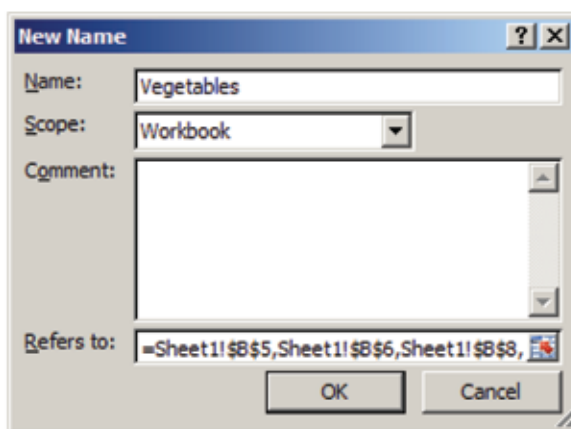 New Name
Name: Vegetables
Scope: Workbook
Comment:
Refers to: =Sheet1!$B$5,Sheet1!$B$6,Sheet1!$B$8,
OK Cancel